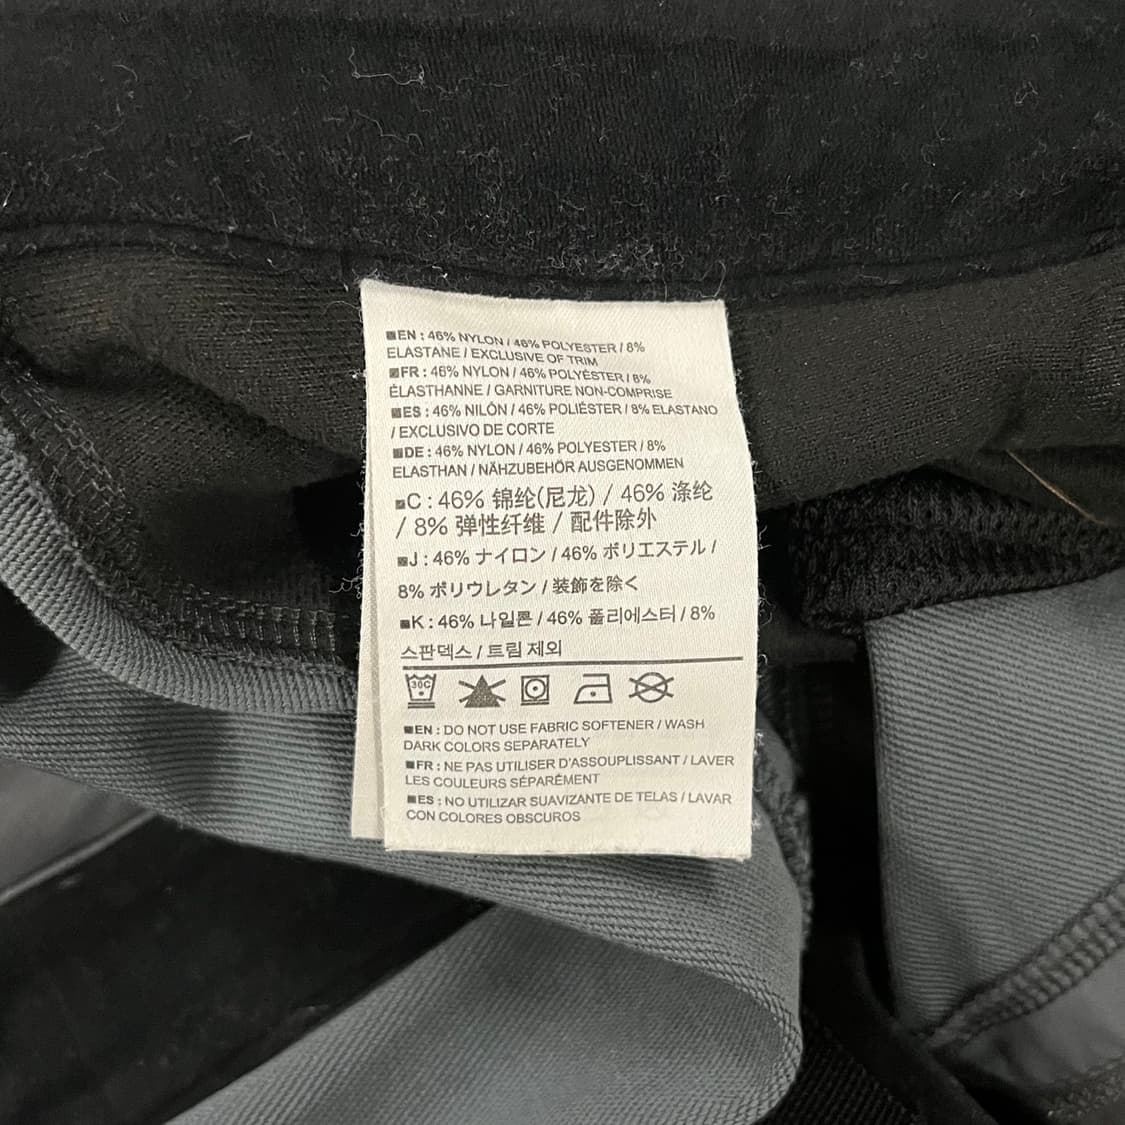 EN : 46% NYLON / 46% POLYESTER / 8%
ELASTANE / EXCLUSIVE OF TRIM
FR : 46% NYLON / 46% POLYÉSTER / 8%
ÉLASTHANNE / GARNITURE NON-COMPRISE
ES : 46% NILÓN / 46% POLIÉSTER / 8% ELASTANO
/ EXCLUSIVO DE CORTE
DE : 46% NYLON / 46% POLYESTER / 8%
ELASTHAN / NÄHZUBEHÖR AUSGENOMMEN
C : 46% 锦纶(尼龙) / 46% 涤纶
/ 8% 弹性纤维 / 配件除外
J : 46% ナイロン / 46% ポリエステル /
8% ポリウレタン / 装飾を除く
K : 46% 나일론 / 46% 폴리에스터 / 8%
스판덱스 / 트림 제외
30C
EN : DO NOT USE FABRIC SOFTENER / WASH
DARK COLORS SEPARATELY
FR : NE PAS UTILISER D'ASSOUPLISSANT / LAVER
LES COULEURS SÉPARÉMENT
ES : NO UTILIZAR SUAVIZANTE DE TELAS / LAVAR
CON COLORES OBSCUROS